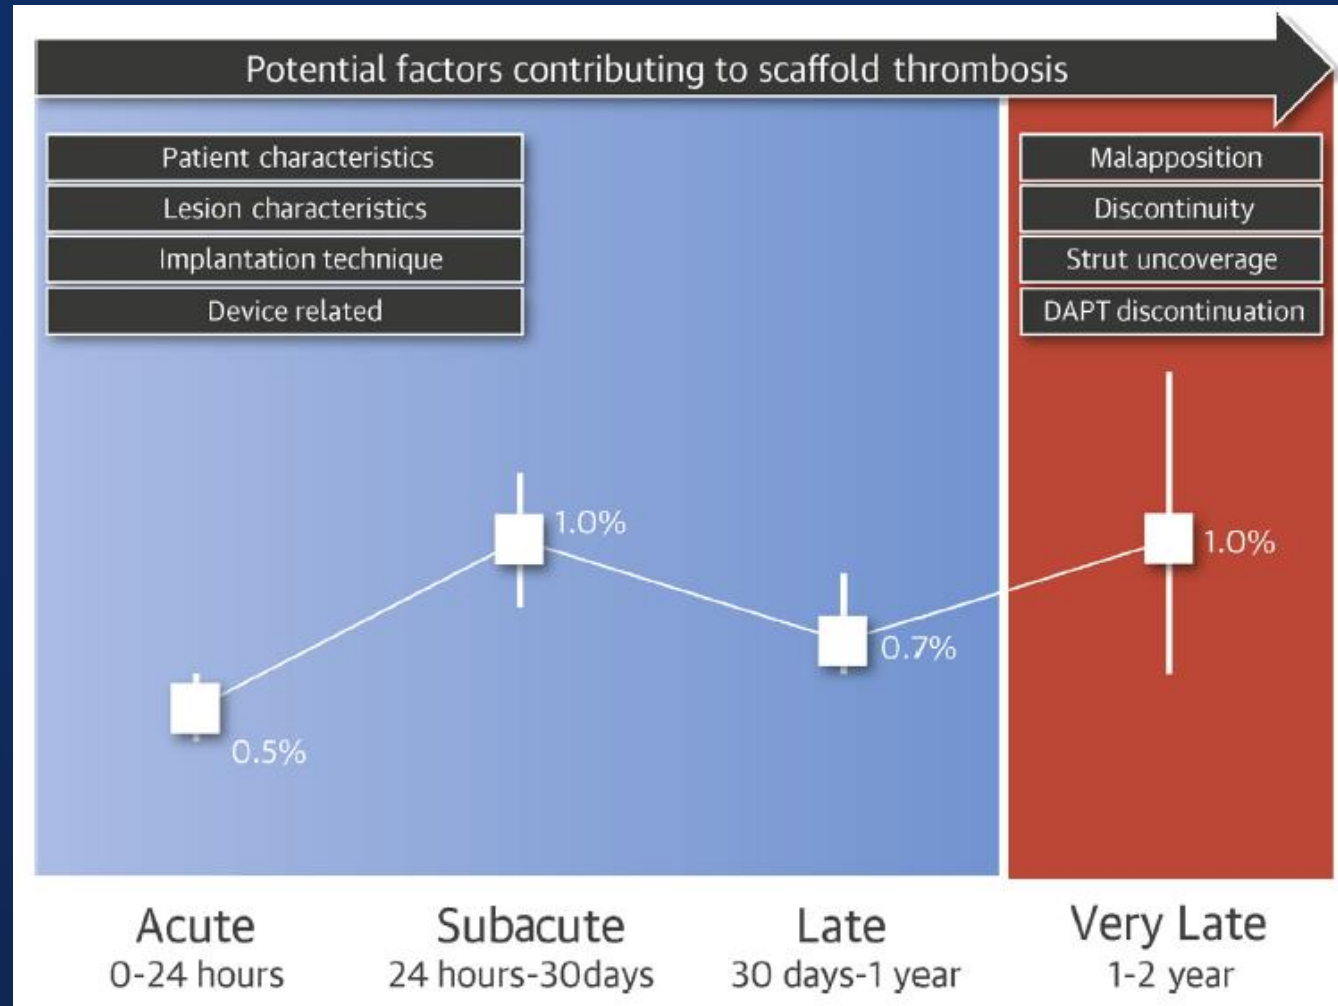 Potential factors contributing to scaffold thrombosis
Patient characteristics
Lesion characteristics
Implantation technique
Device related
Malapposition
Discontinuity
Strut uncoverage
DAPT discontinuation
1.0%
1.0%
0.7%
0.5%
Acute
0-24 hours
Subacute
24 hours-30days
Late
30 days-1 year
Very Late
1-2 year